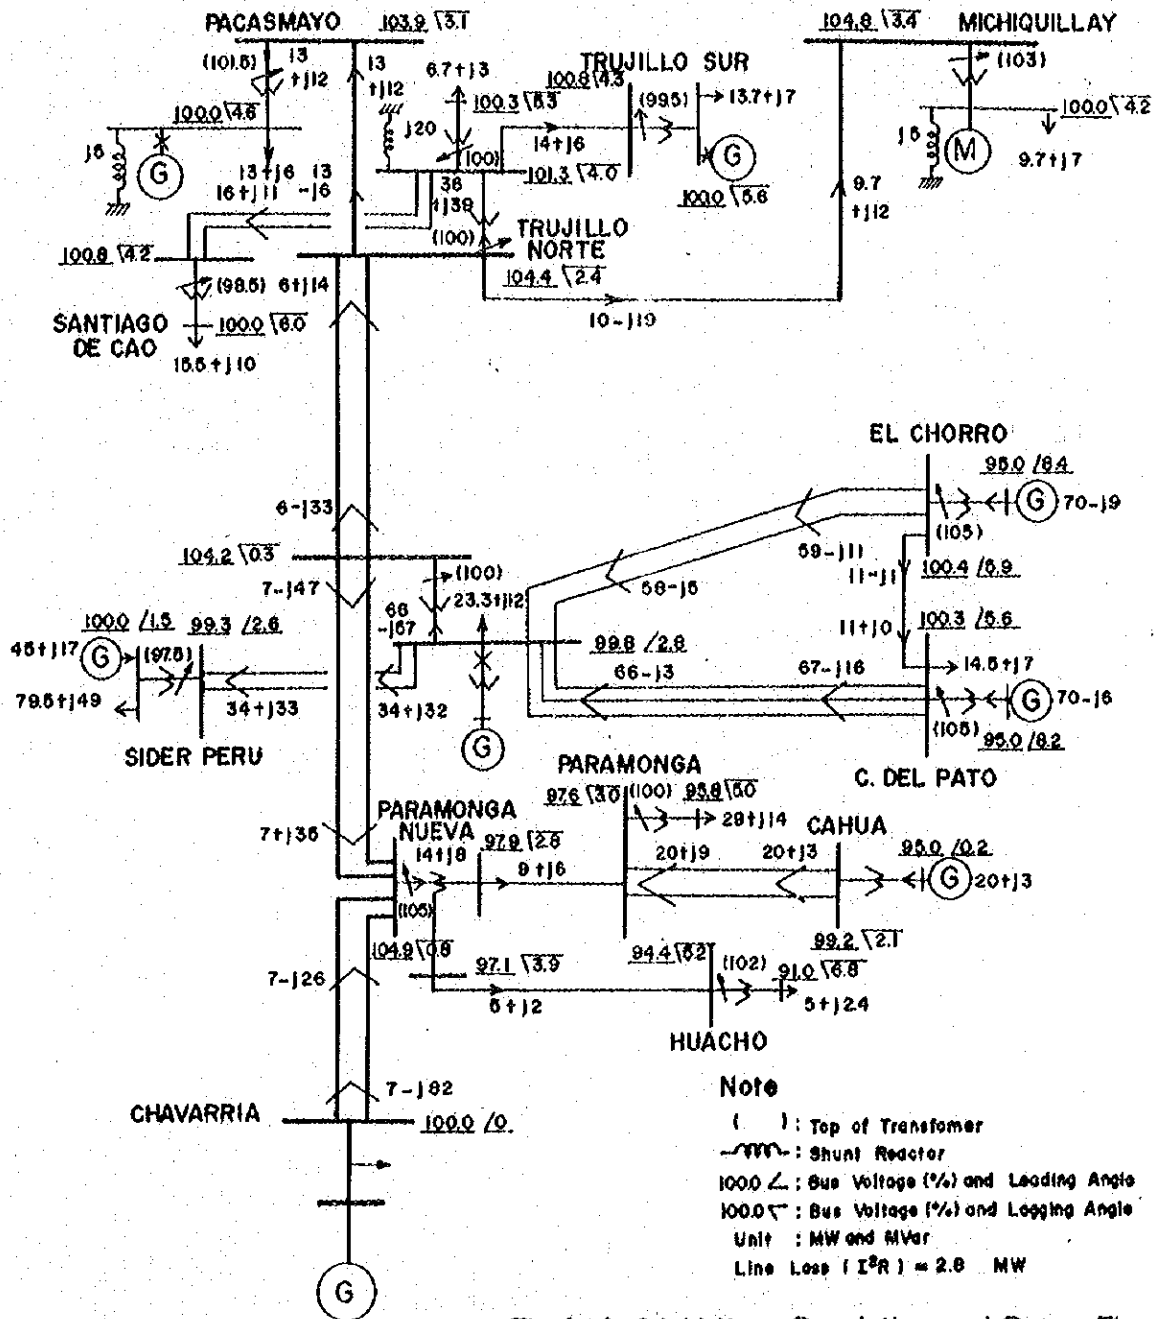 PACASMAYO
103.9 3.1
104.8 3.4
MICHIQUILLAY
(101.5)
13
+j12
13
+j12
6.7+j3
TRUJILLO SUR
100.8 4.3
(99.5)
13.7+j7
(103)
100.0 4.6
100.3 5.3
j20
100.0 4.2
j5
G
14+j6
G
j5
M
9.7+j7
13+j6
13
-j6
(100)
38
+j39
101.3 4.0
100.0 5.6
9.7
+j12
16+j11
100.8 4.2
(100)
TRUJILLO
NORTE
104.4 2.4
(98.5)
6+j14
SANTIAGO
DE CAO
100.0 6.0
15.5+j10
10-j19
EL CHORRO
95.0 /8.4
G
70-j9
6-j33
(105)
59-j11
100.4 /5.9
104.2 0.3
(100)
11-j1
7-j47
23.3+j12
58-j5
100.0 /1.5
99.3 /2.6
66
-j57
100.3 /5.6
45+j17
G
(97.5)
99.8 /2.8
11+j0
14.5+j7
66-j3
67-j16
79.5+j49
34+j33
34+j32
G
70-j6
(105)
95.0 /8.2
SIDER PERU
G
C. DEL PATO
PARAMONGA
97.6 3.0
(100)
95.8 5.0
PARAMONGA
NUEVA
29+j14
CAHUA
7+j35
14+j8
97.9 2.8
9+j6
20+j9
20+j3
95.0 /0.2
G
20+j3
(105)
104.9 0.8
99.2 2.1
97.1 3.9
94.4 5.2
(102)
91.0 6.8
7-j26
5+j2
5+j2.4
HUACHO
7-j82
CHAVARRIA
100.0 /0
G
Note
( ) : Top of Transfomer
: Shunt Reactor
100.0 ∠ : Bus Voltage (%) and Leading Angle
100.0 : Bus Voltage (%) and Lagging Angle
Unit : MW and MVar
Line Loss ( I²R ) = 2.8 MW